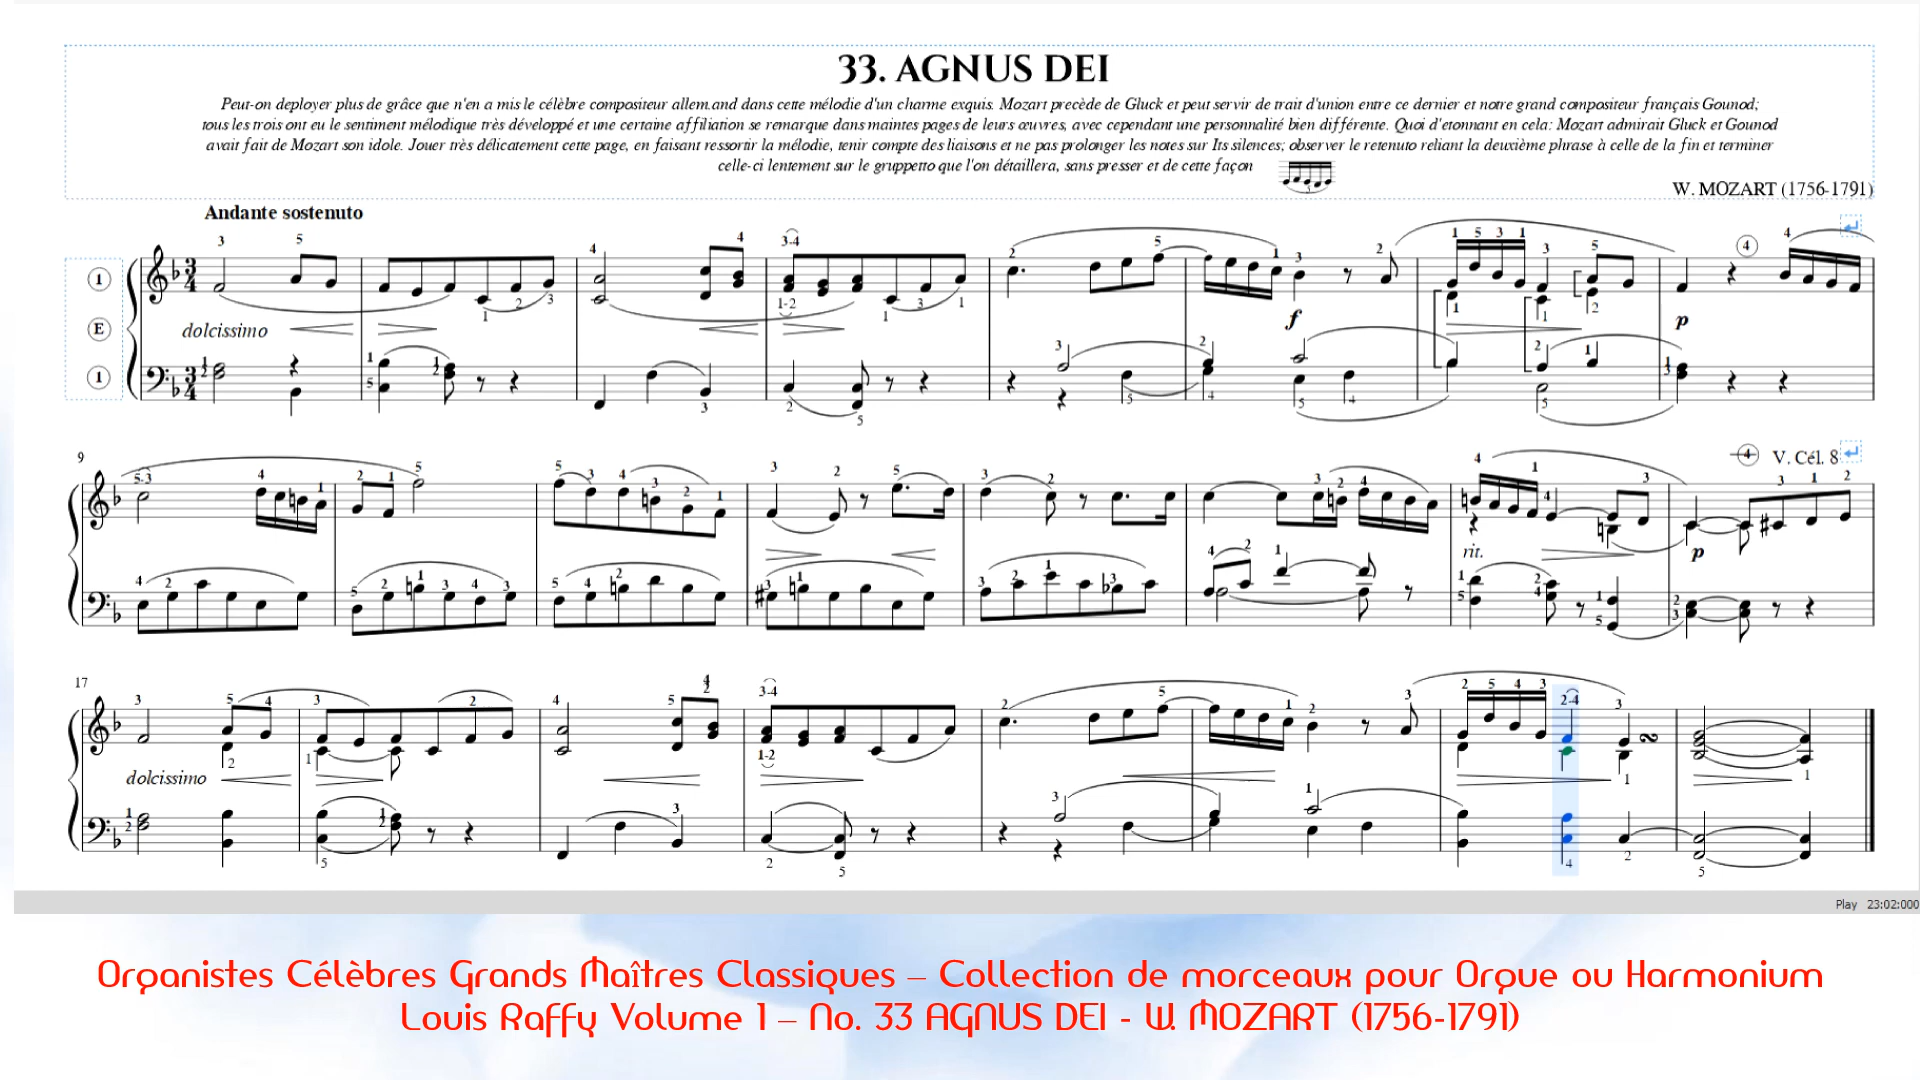 33. AGNUS DEI
Peut-on deployer plus de grâce que n'en a mis le célèbre compositeur allem.and dans cette mélodie d'un charme exquis. Mozart precède de Gluck et peut servir de trait d'union entre ce dernier et notre grand compositeur français Gounod;
tous les trois ont eu le sentiment mélodique très développé et une certaine affiliation se remarque dans maintes pages de leurs œuvres, avec cependant une personnalité bien différente. Quoi d'etonnant en cela: Mozart admirait Gluck et Gounod
avait fait de Mozart son idole. Jouer très délicatement cette page, en faisant ressortir la mélodie, tenir compte des liaisons et ne pas prolonger les notes sur Its silences; observer le retenuto reliant la deuxième phrase à celle de la fin et terminer
celle-ci lentement sur le gruppetto que l'on détaillera, sans presser et de cette façon
W. MOZART (1756-1791)
Andante sostenuto
1
E
1
dolcissimo
f
4
p
9
4
V. Cél. 8
rit.
p
17
dolcissimo
Play 23:02:000
Organistes Célèbres Grands Maîtres Classiques – Collection de morceaux pour Orgue ou Harmonium
Louis Raffy Volume 1 – No. 33 AGNUS DEI - W. MOZART (1756-1791)